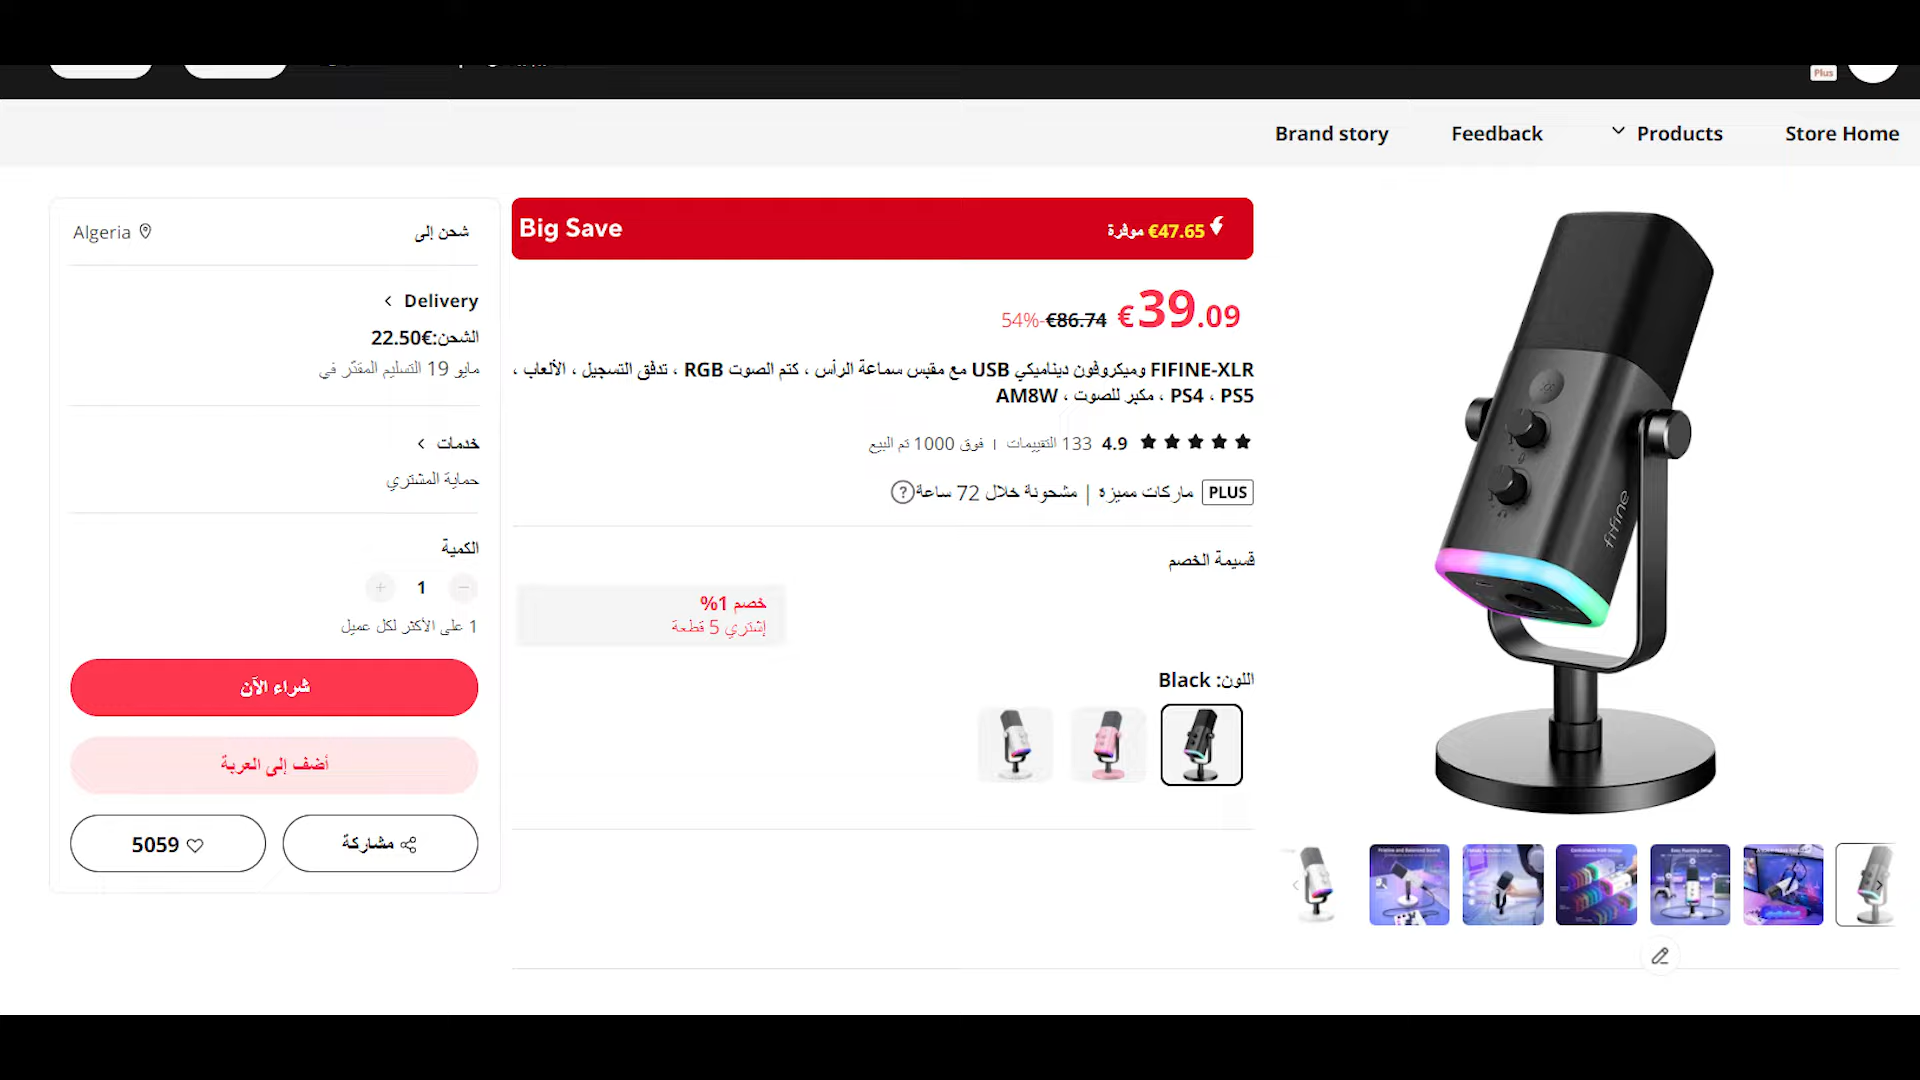 Plus
Store Home
Products
Feedback
Brand story
Big Save
€47.65 موفرة
€39.09 €86.74 -54%
FIFINE-XLR وميكروفون ديناميكي USB مع مقبس سماعة الرأس ، كتم الصوت RGB ، تدفق التسجيل ، الألعاب ،
PS5 ، PS4 ، مكبر للصوت ، AM8W
4.9 133 التقييمات | فوق 1000 تم البيع
PLUS ماركات مميزة | مشحونة خلال 72 ساعة ?
قسيمة الخصم
خصم 1%
إشتري 5 قطعة
اللون: Black
شحن إلى
Algeria
Delivery
الشحن:€22.50
مايو 19 التسليم المقدّر في
خدمات
حماية المشتري
الكمية
1
1 على الأكثر لكل عميل
شراء الآن
أضف إلى العربة
مشاركة
5059
fifine